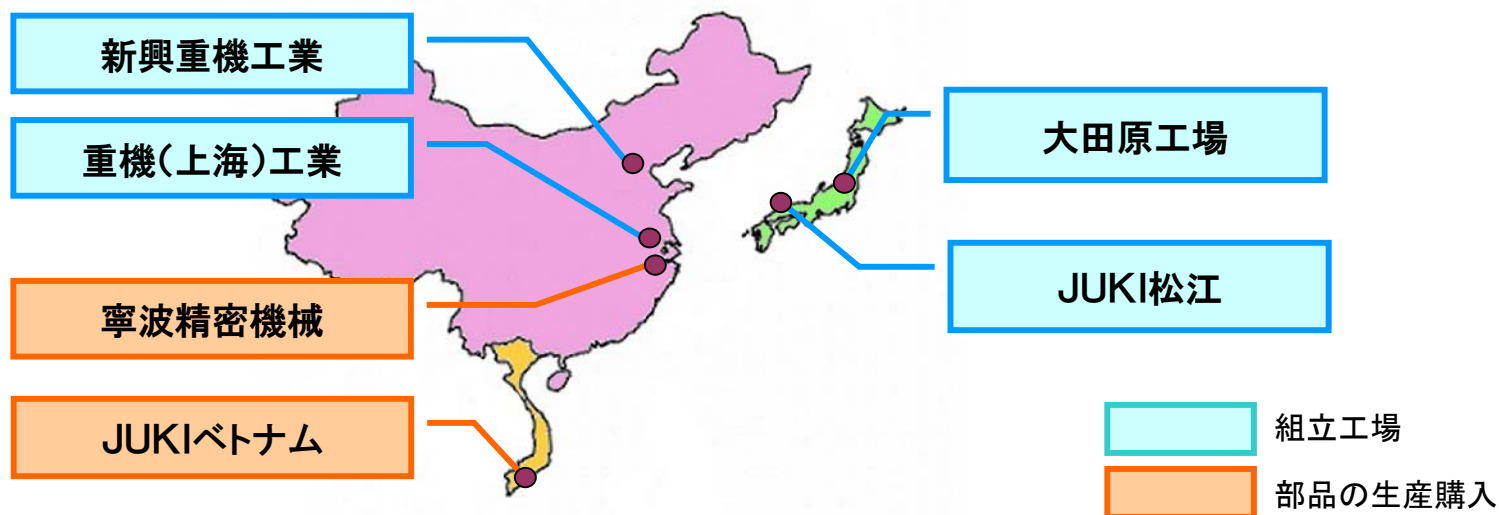 新興重機工業
重機(上海)工業
寧波精密機械
JUKIベトナム
大田原工場
JUKI松江
組立工場
部品の生産購入